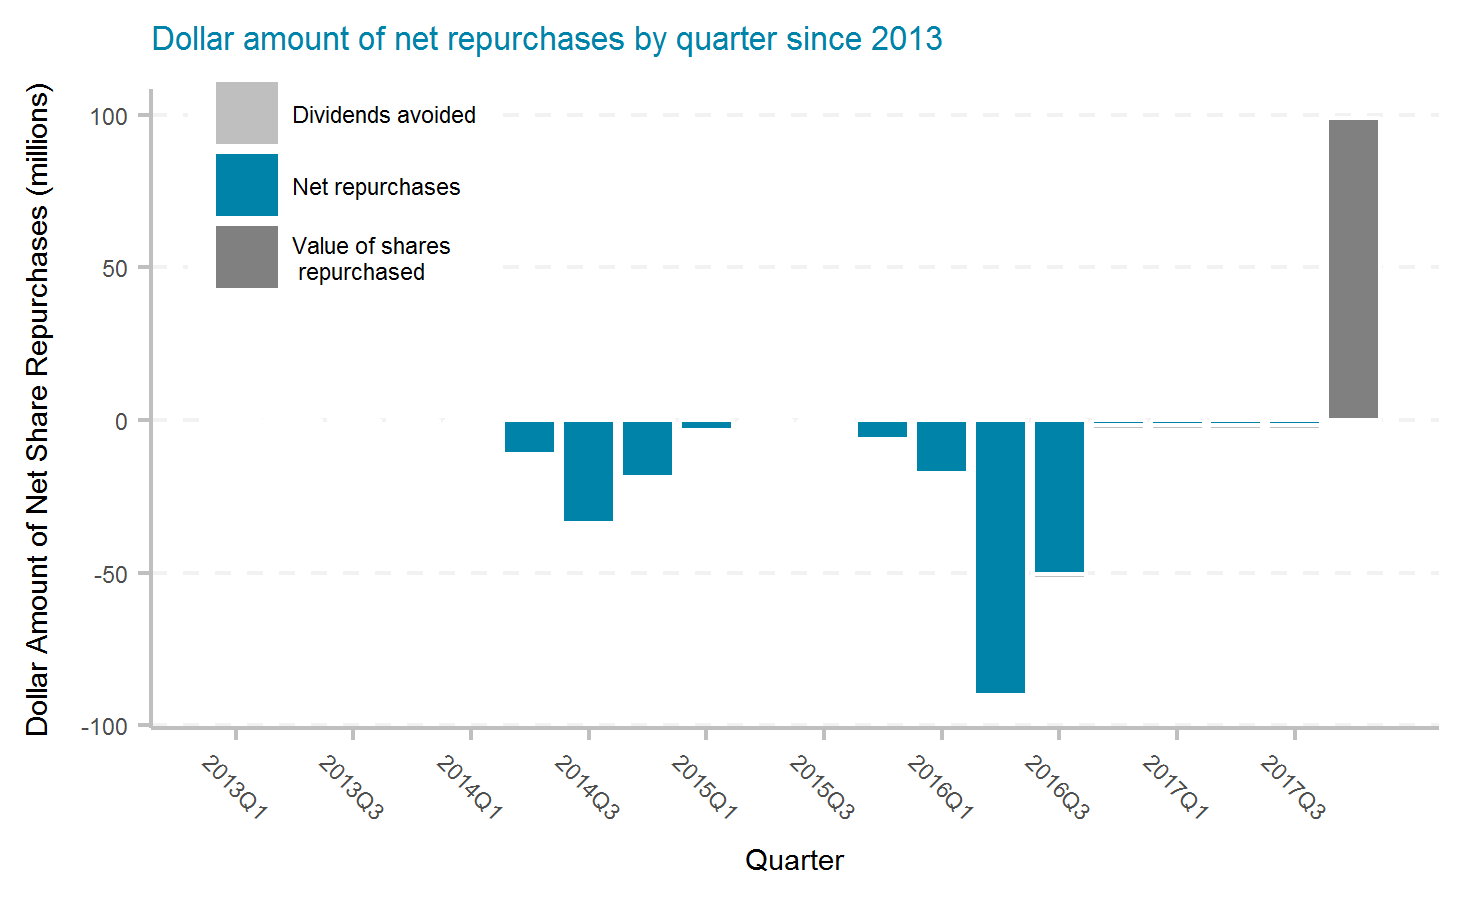 Dollar amount of net repurchases by quarter since 2013
Dollar Amount of Net Share Repurchases (millions)
100
50
0
-50
-100
Dividends avoided
Net repurchases
Value of shares
repurchased
2013Q1
2013Q3
2014Q1
2014Q3
2015Q1
2015Q3
2016Q1
2016Q3
2017Q1
2017Q3
Quarter